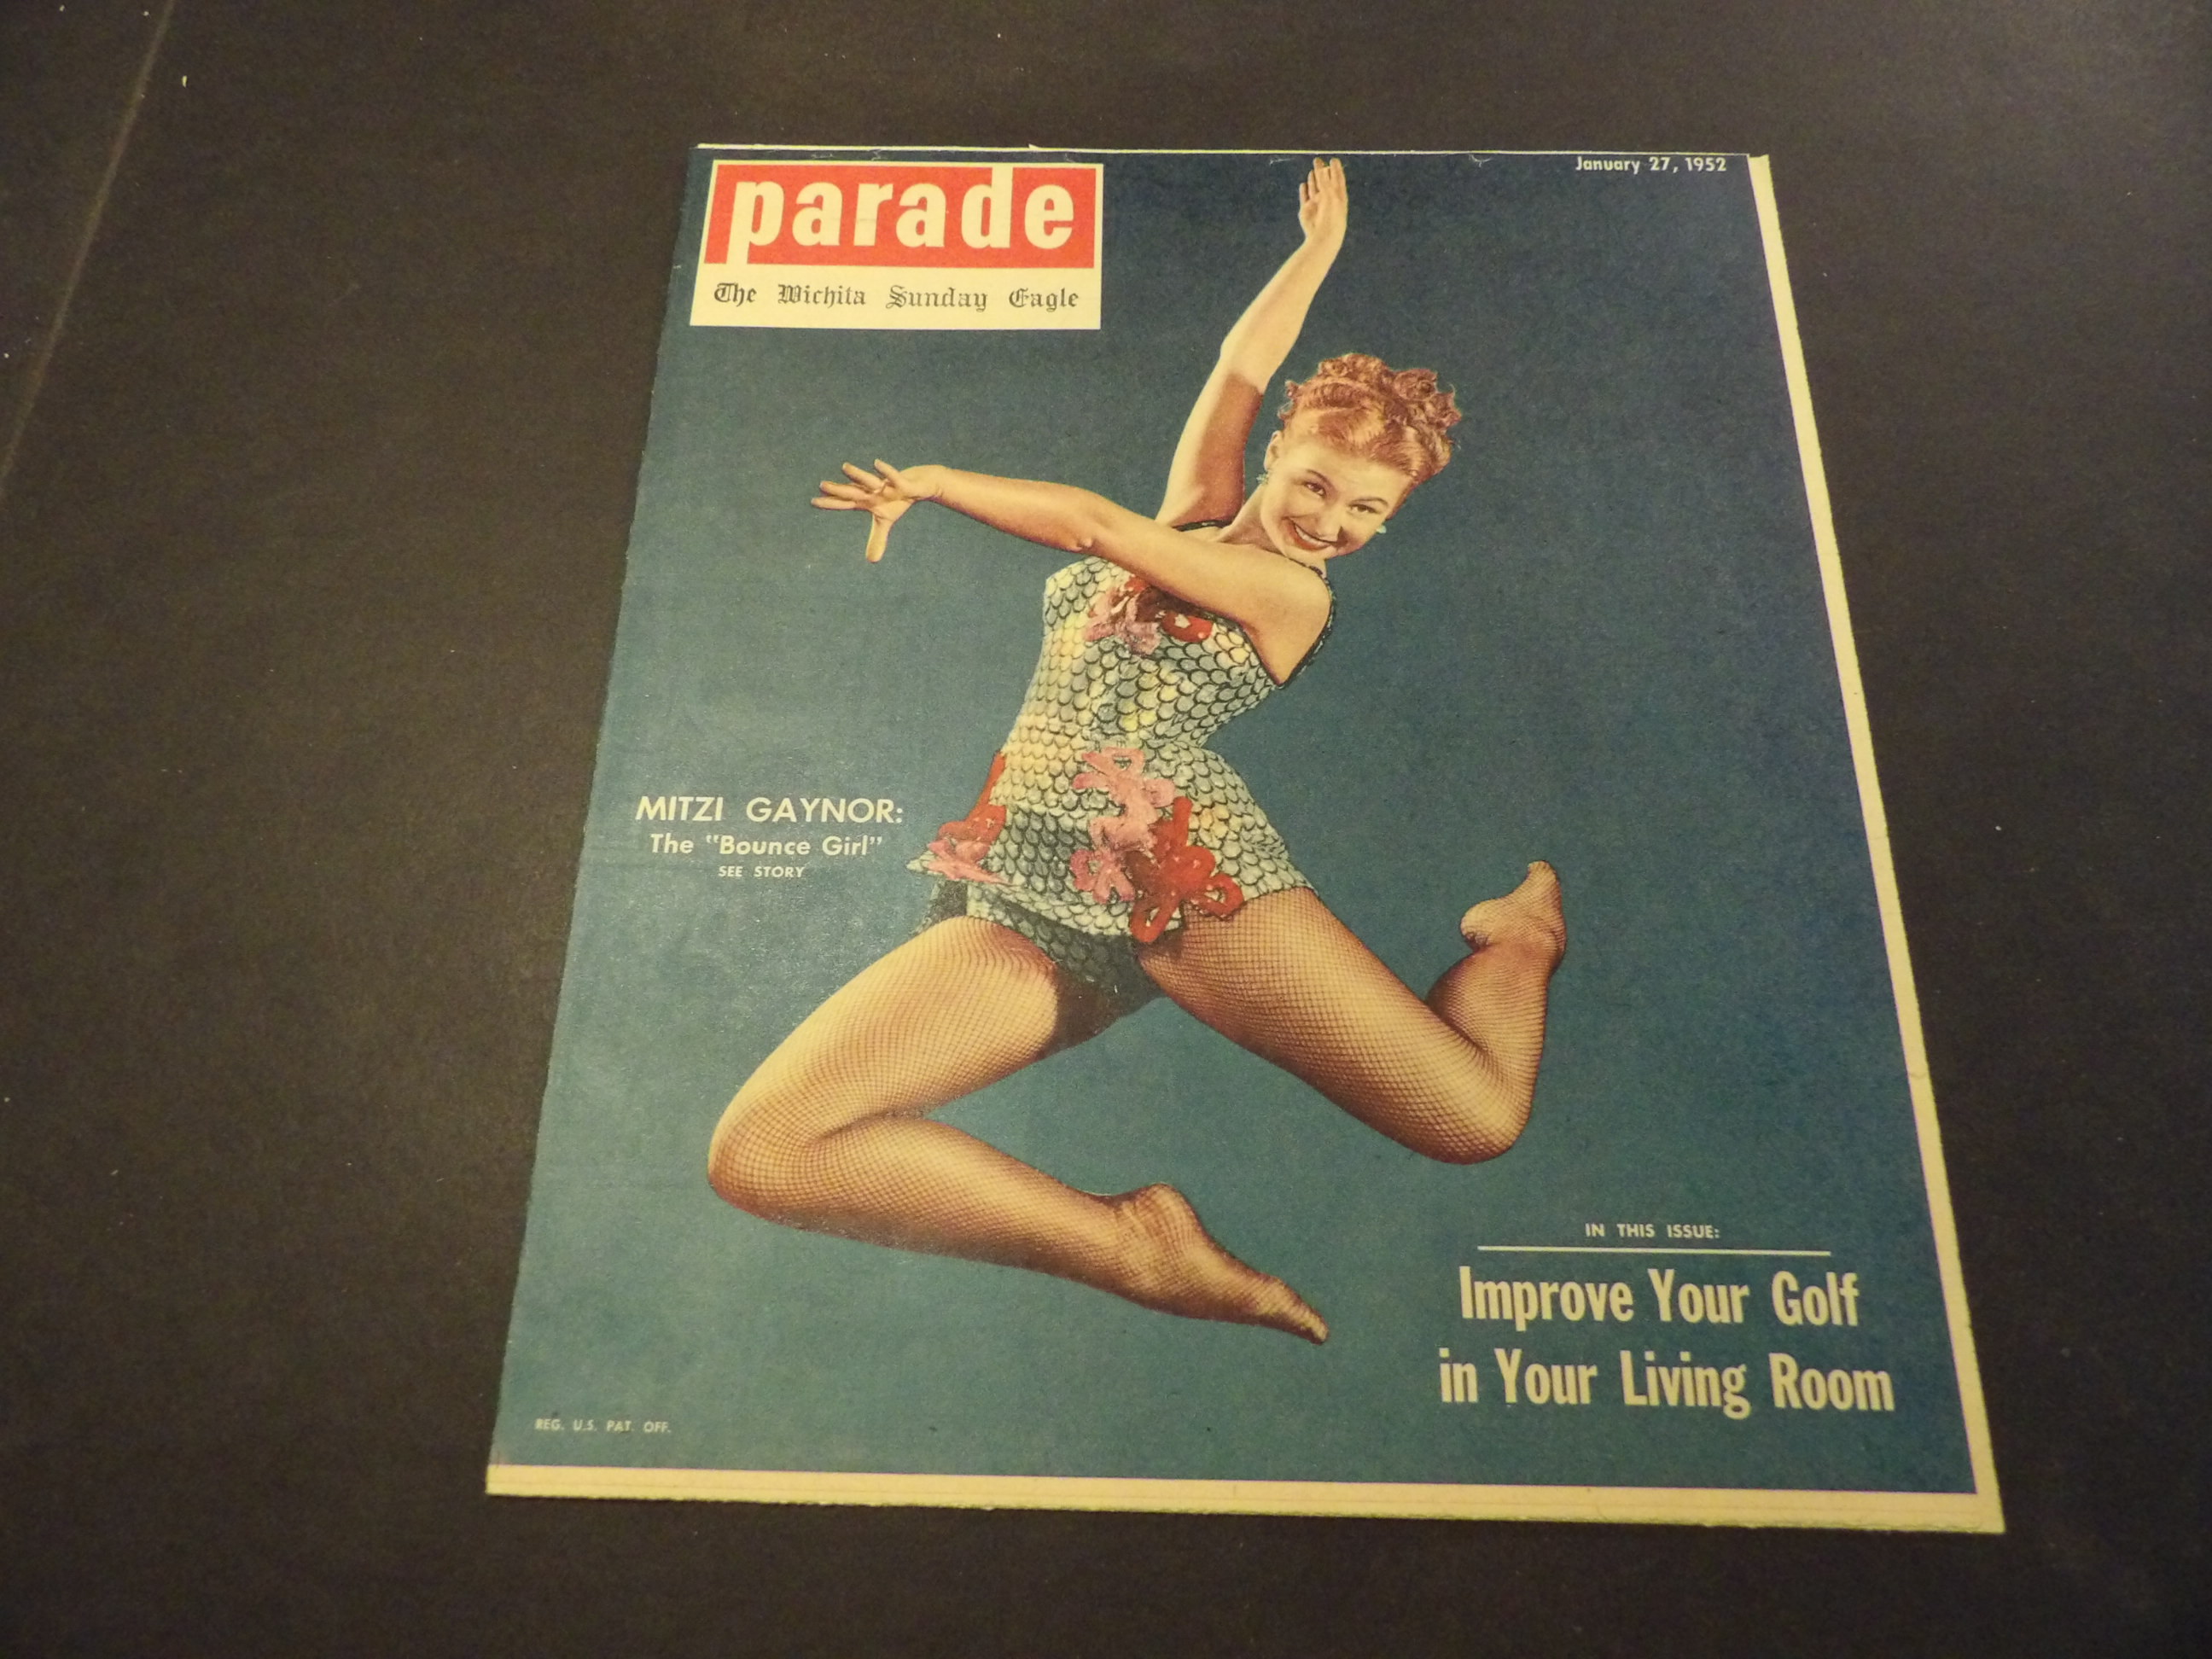 parade
The Wichita Sunday Eagle
January 27, 1952
MITZI GAYNOR:
The "Bounce Girl"
SEE STORY
IN THIS ISSUE:
Improve Your Golf
in Your Living Room
REG. U.S. PAT. OFF.